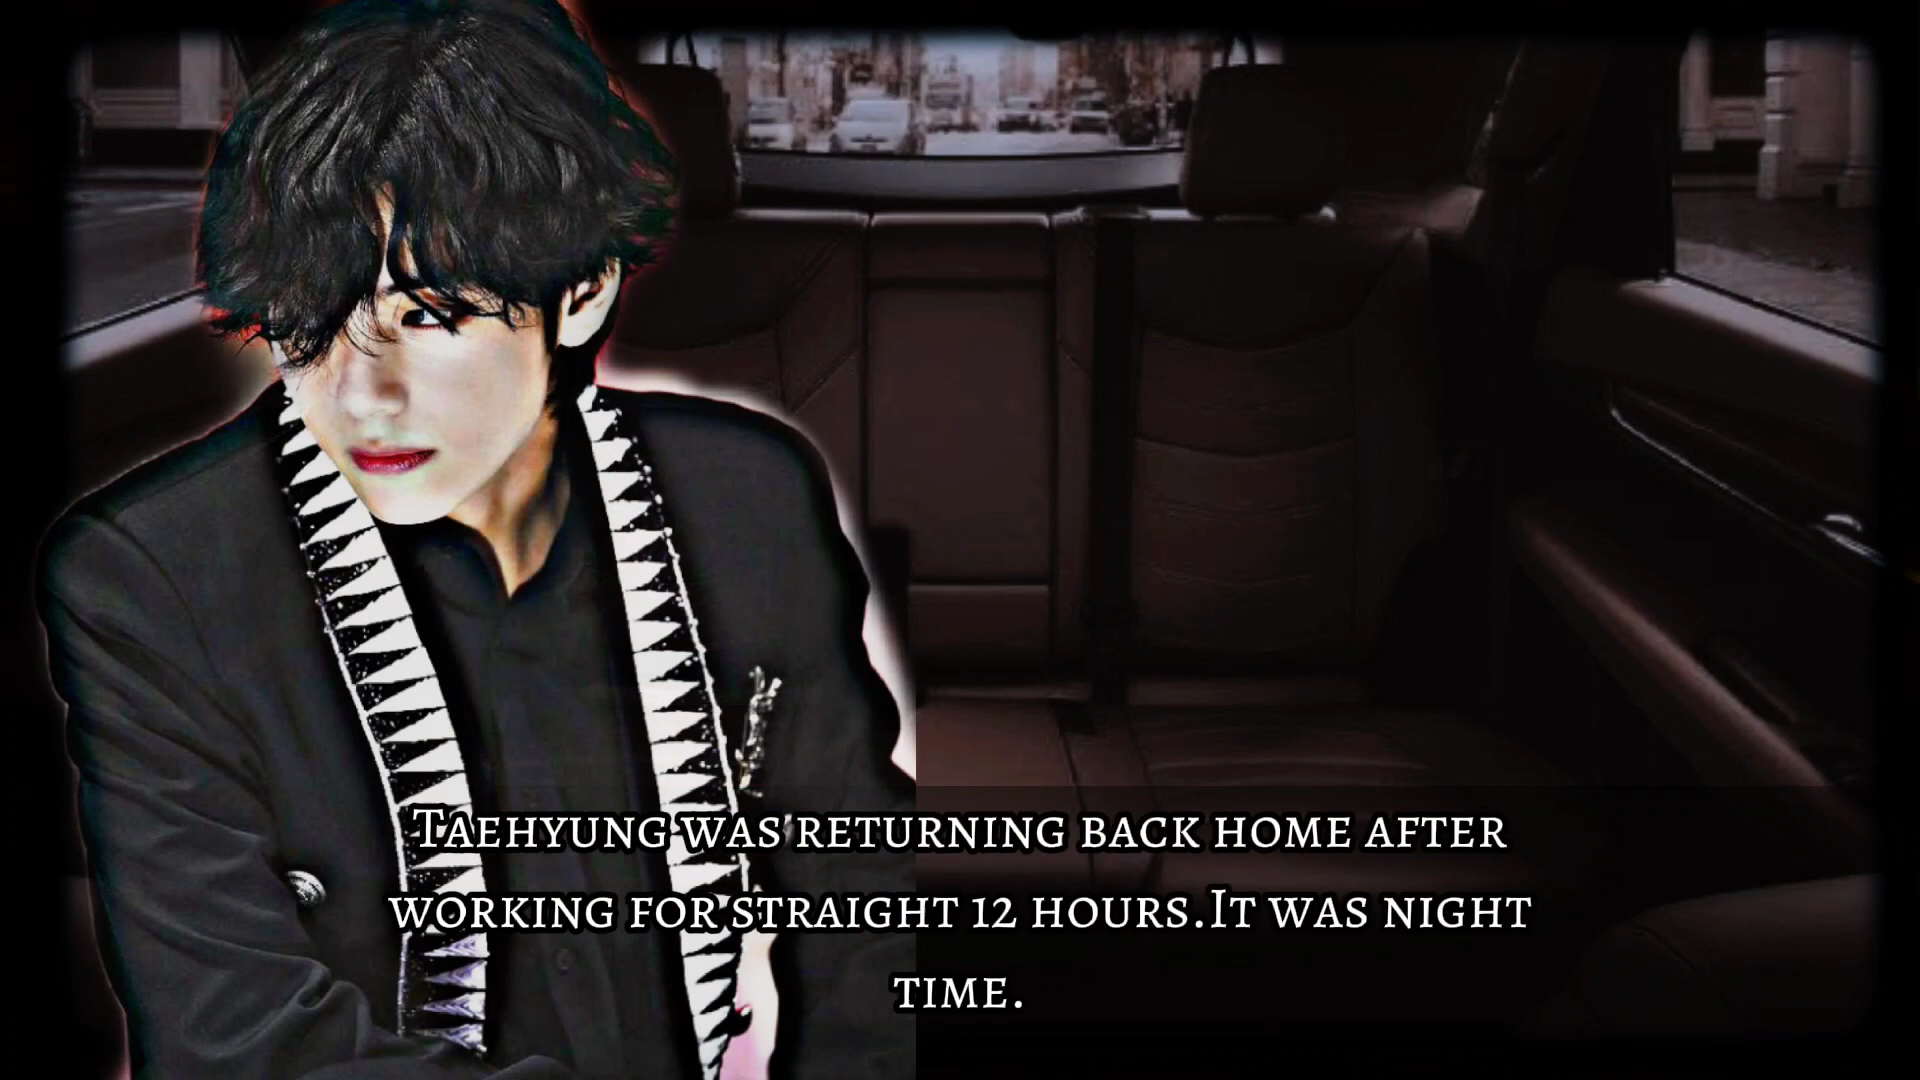 Taehyung was returning back home after
working for straight 12 hours.It was night
time.